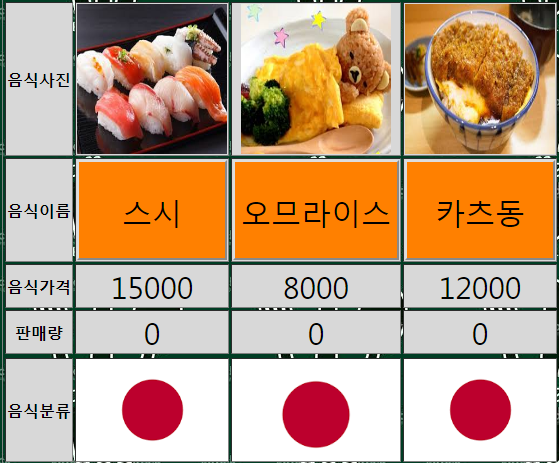 음식사진
음식이름 스시 오므라이스 카츠동
음식가격 15000 8000 12000
판매량 0 0 0
음식분류